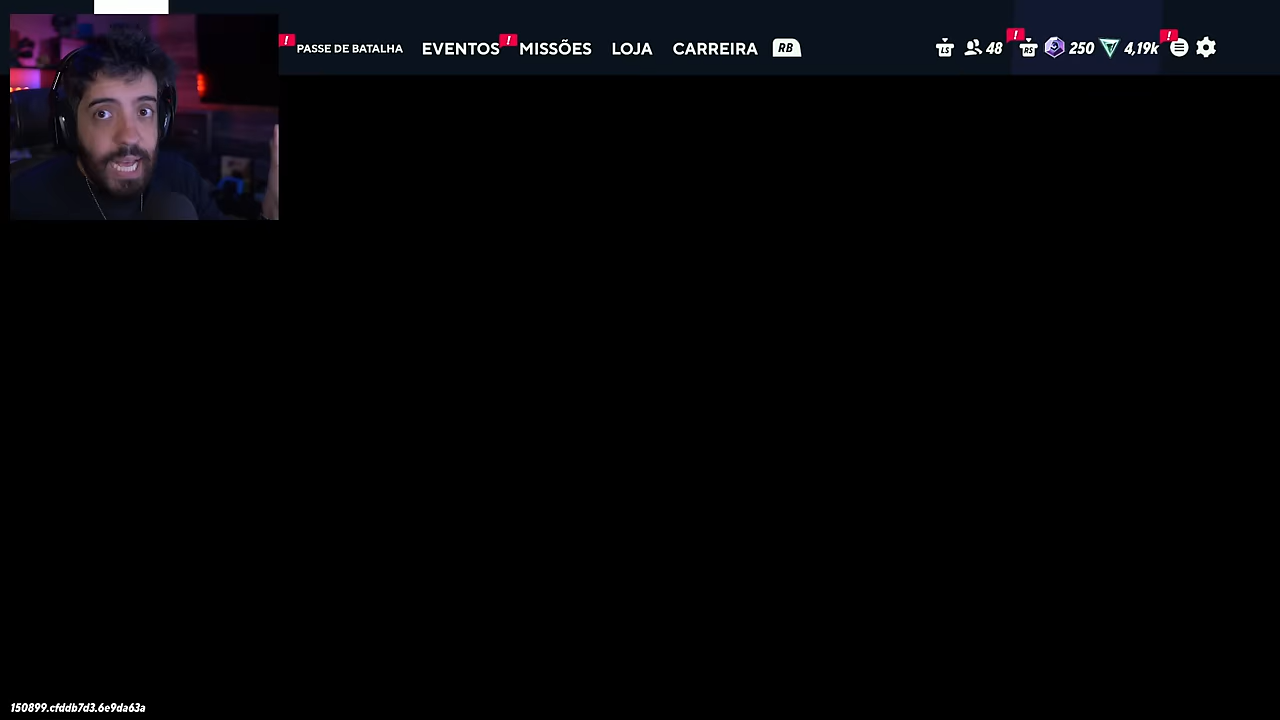 ! PASSE DE BATALHA EVENTOS ! MISSÕES LOJA CARREIRA RB LS 48 ! RS 250 4,19k !
150899.cfddb7d3.6e9da63a